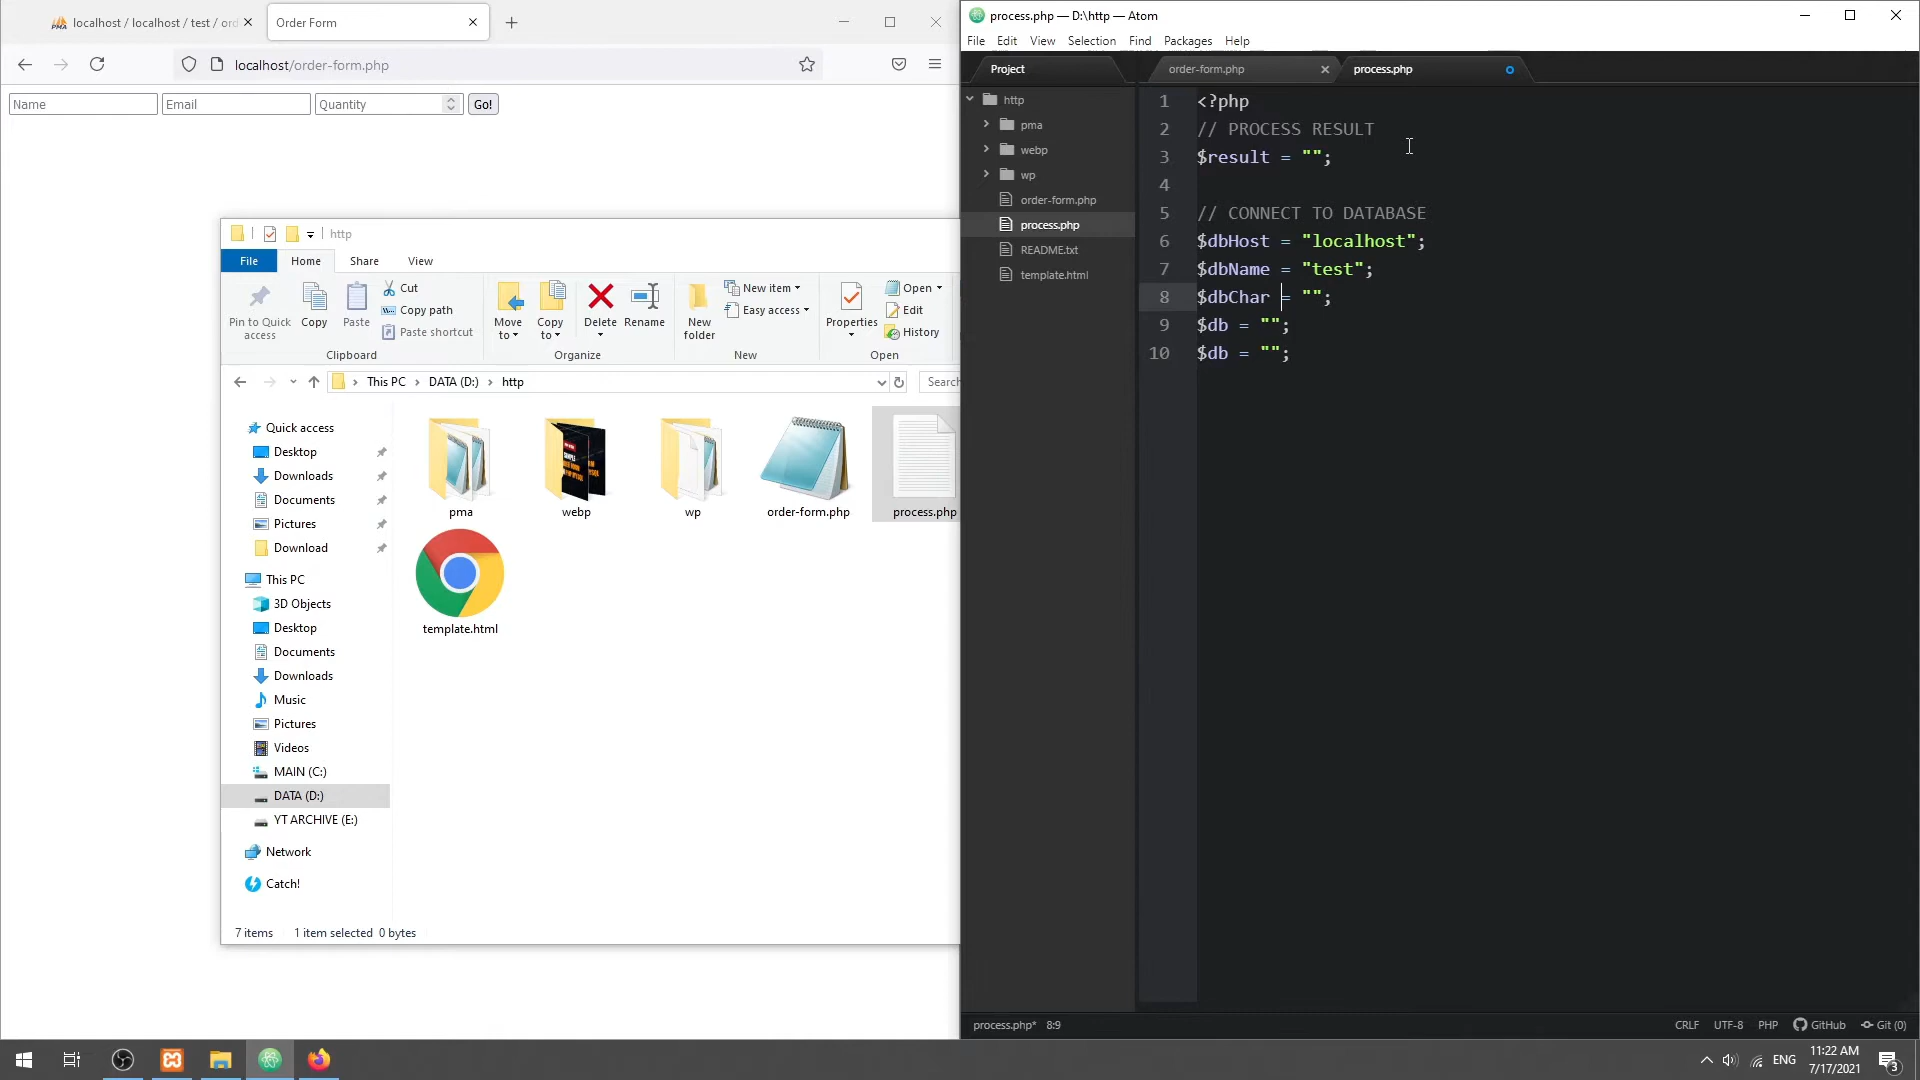 localhost / localhost / test / ord
Order Form
localhost/order-form.php
Name
Email
Quantity
Go!
http
File
Home
Share
View
Pin to Quick access
Copy
Paste
Cut
Copy path
Paste shortcut
Clipboard
Move to
Copy to
Delete
Rename
Organize
New folder
New item
Easy access
New
Properties
Open
Edit
History
Open
This PC
DATA (D:)
http
Search
Quick access
Desktop
Downloads
Documents
Pictures
Download
This PC
3D Objects
Desktop
Documents
Downloads
Music
Pictures
Videos
MAIN (C:)
DATA (D:)
YT ARCHIVE (E:)
Network
Catch!
pma
webp
wp
order-form.php
process.php
template.html
7 items
1 item selected 0 bytes
process.php — D:\http — Atom
File Edit View Selection Find Packages Help
Project
order-form.php
process.php
http
pma
webp
wp
order-form.php
process.php
README.txt
template.html
1 <?php
2 // PROCESS RESULT
3 $result = "";
4
5 // CONNECT TO DATABASE
6 $dbHost = "localhost";
7 $dbName = "test";
8 $dbChar = "";
9 $db = "";
10 $db = "";
process.php* 8:9
CRLF UTF-8 PHP GitHub Git (0)
ENG
11:22 AM
7/17/2021
3